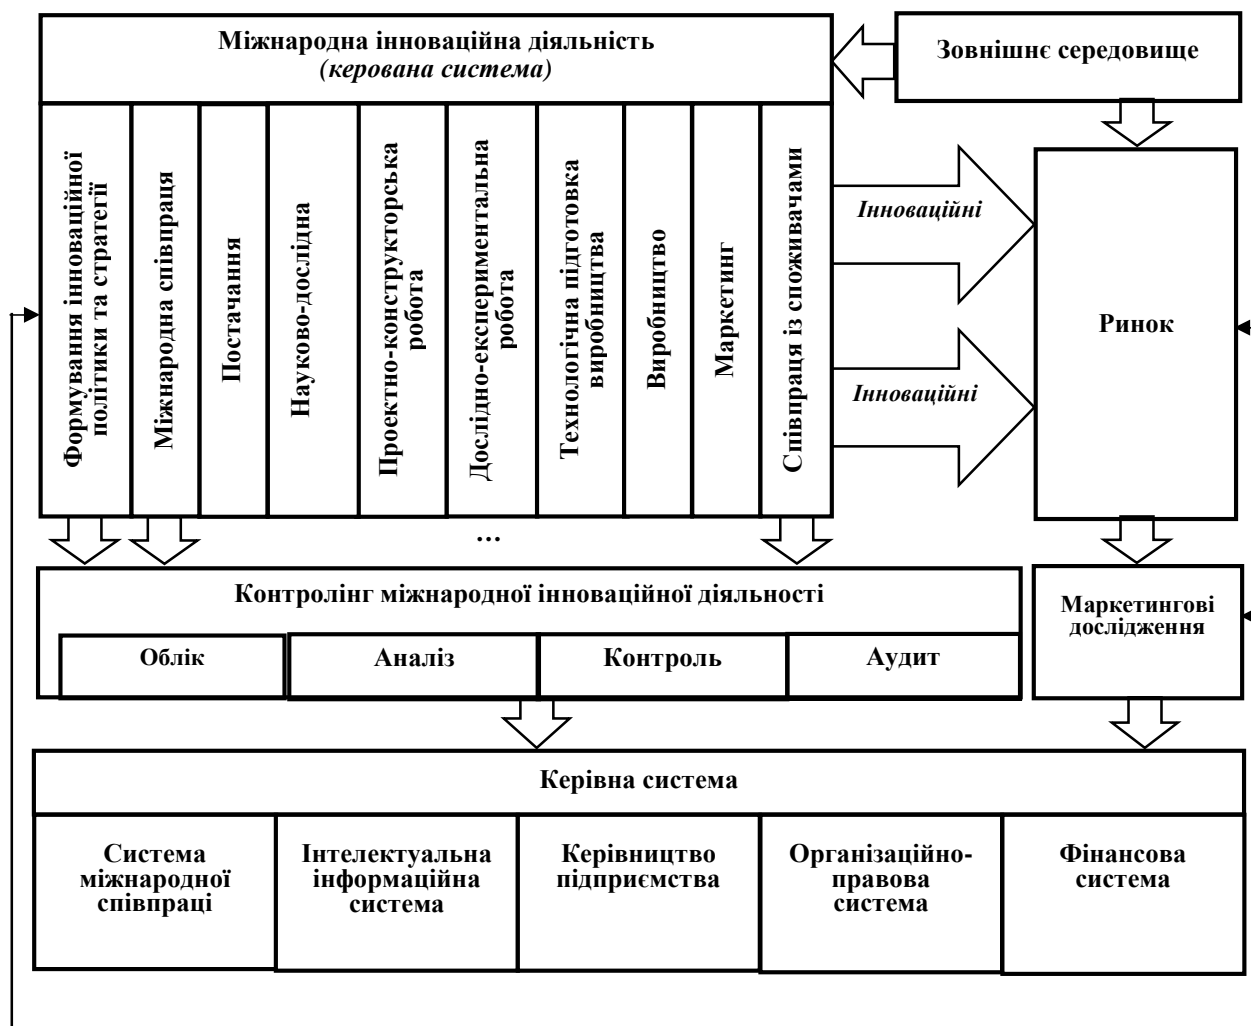 Міжнародна інноваційна діяльність
(керована система)
Зовнішнє середовище
Формування інноваційної
політики та стратегії
Міжнародна співпраця
Постачання
Науково-дослідна
Проектно-конструкторська
робота
Дослідно-експериментальна
робота
Технологічна підготовка
виробництва
Виробництво
Маркетинг
Співпраця із споживачами
Інноваційні
Інноваційні
Ринок
...
Контролінг міжнародної інноваційної діяльності
Облік
Аналіз
Контроль
Аудит
Маркетингові
дослідження
Керівна система
Система
міжнародної
співпраці
Інтелектуальна
інформаційна
система
Керівництво
підприємства
Організаційно-
правова
система
Фінансова
система